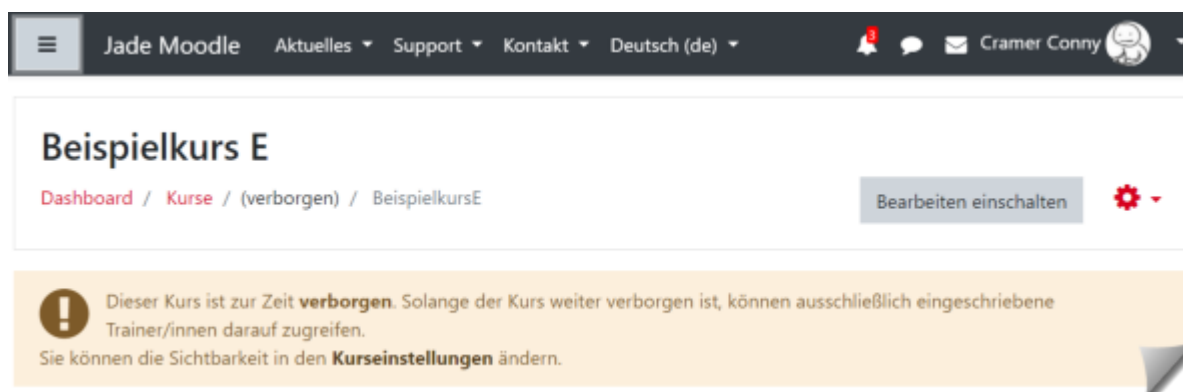 Jade Moodle Aktuelles Support Kontakt Deutsch (de) 3 Cramer Conny
Beispielkurs E
Dashboard / Kurse / (verborgen) / BeispielkursE
Bearbeiten einschalten
Dieser Kurs ist zur Zeit verborgen. Solange der Kurs weiter verborgen ist, können ausschließlich eingeschriebene
Trainer/innen darauf zugreifen.
Sie können die Sichtbarkeit in den Kurseinstellungen ändern.